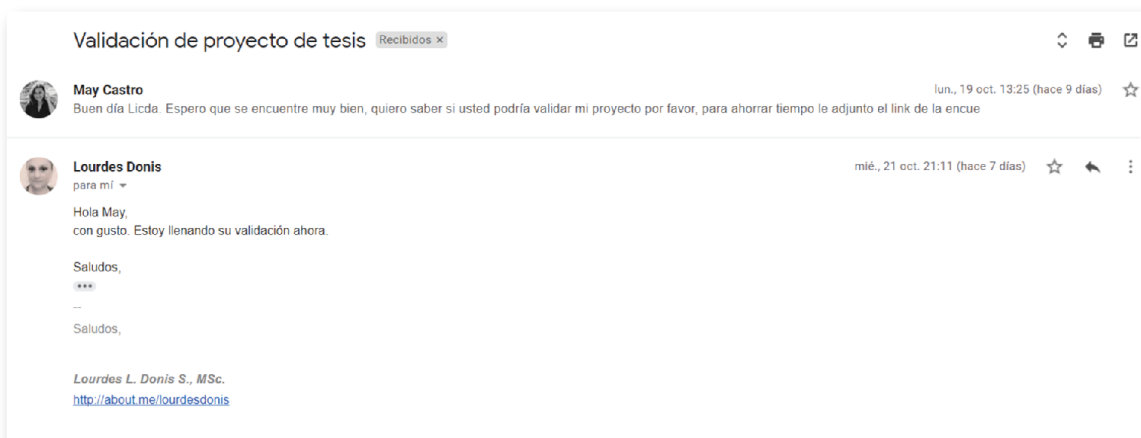 Validación de proyecto de tesis Recibidos ×
May Castro lun., 19 oct. 13:25 (hace 9 días)
Buen día Licda. Espero que se encuentre muy bien, quiero saber si usted podría validar mi proyecto por favor, para ahorrar tiempo le adjunto el link de la encue
Lourdes Donis mié., 21 oct. 21:11 (hace 7 días)
para mí
Hola May,
con gusto. Estoy llenando su validación ahora.
Saludos,
--
Saludos,
Lourdes L. Donis S., MSc.
http://about.me/lourdesdonis